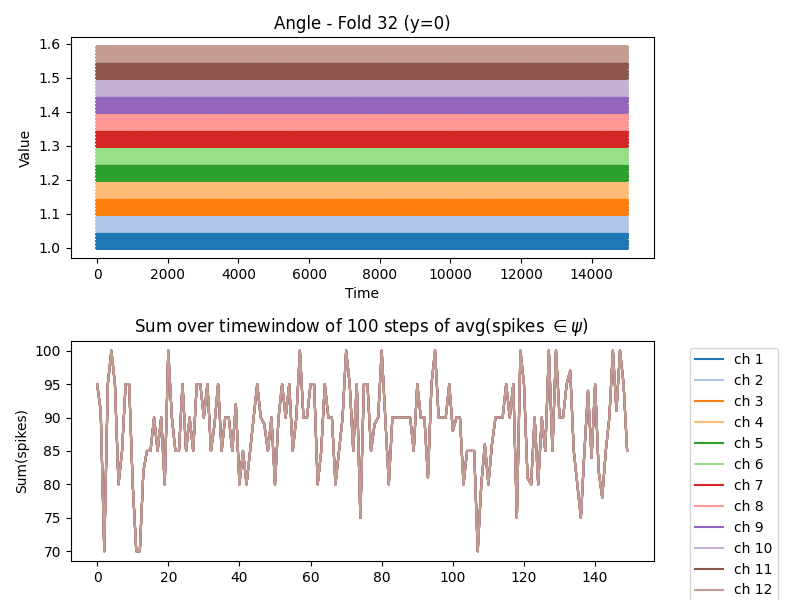 Angle - Fold 32 (y=0)
1.6
1.5
1.4
1.3
1.2
1.1
1.0
Value
0 2000 4000 6000 8000 10000 12000 14000
Time
Sum over timewindow of 100 steps of avg(spikes ∈ ψ)
100
95
90
85
80
75
70
Sum(spikes)
0 20 40 60 80 100 120 140
ch 1
ch 2
ch 3
ch 4
ch 5
ch 6
ch 7
ch 8
ch 9
ch 10
ch 11
ch 12